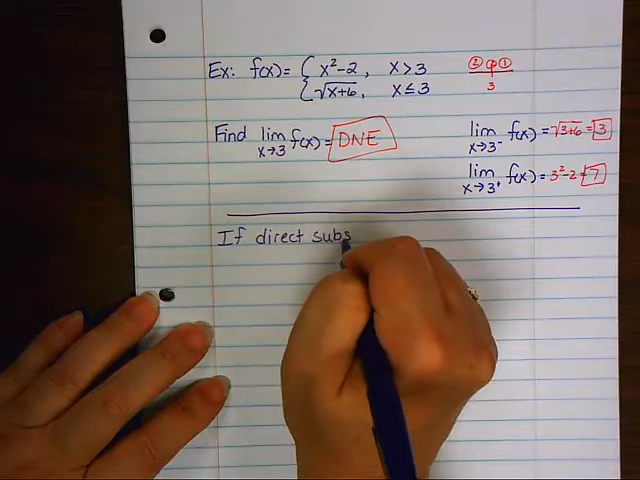 Ex: f(x) = { x²-2, x > 3 ② φ ①
{ √x+6, x ≤ 3 3
Find lim f(x) = DNE lim f(x) = √3+6 = 3
x→3 x→3⁻
lim f(x) = 3²-2 = 7
x→3⁺
If direct subs